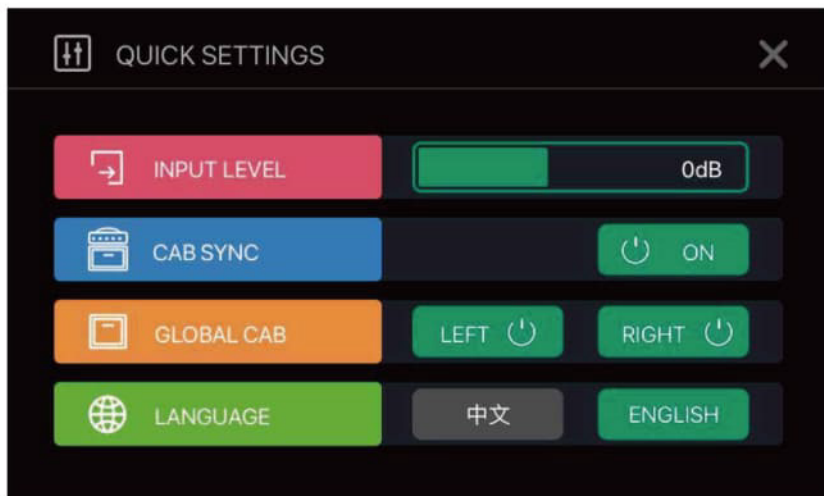 QUICK SETTINGS
INPUT LEVEL 0dB
CAB SYNC ON
GLOBAL CAB LEFT RIGHT
LANGUAGE 中文 ENGLISH